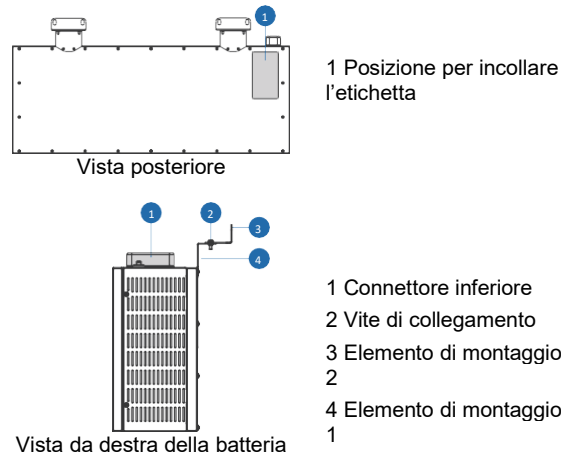 1
1 Posizione per incollare
l’etichetta
Vista posteriore
1
2
3
4
1 Connettore inferiore
2 Vite di collegamento
3 Elemento di montaggio
2
4 Elemento di montaggio
1
Vista da destra della batteria